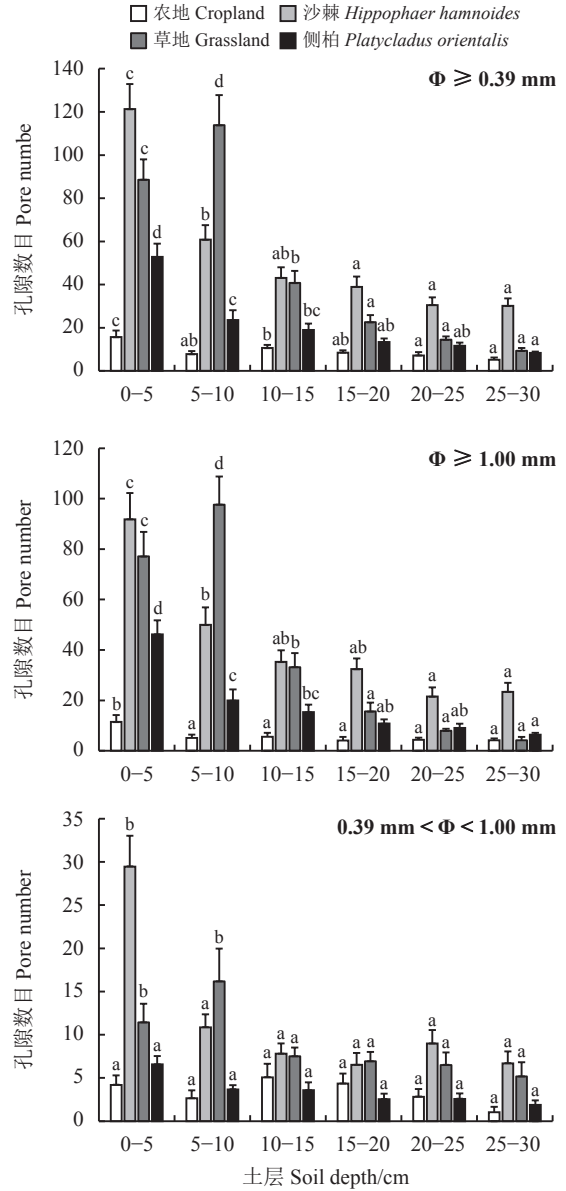 农地 Cropland 沙棘 Hippophaer hamnoides
草地 Grassland 侧柏 Platycladus orientalis
Φ ≥ 0.39 mm
孔隙数目 Pore numbe
140
120
100
80
60
40
20
0
c c c d
ab b d c
b ab b bc
ab a a ab
a a a ab
a a a a
0−5 5−10 10−15 15−20 20−25 25−30
Φ ≥ 1.00 mm
孔隙数目 Pore number
120
100
80
60
40
20
0
b c c d
a b d c
a ab b bc
a ab a ab
a a a ab
a a a a
0−5 5−10 10−15 15−20 20−25 25−30
0.39 mm < Φ < 1.00 mm
孔隙数目 Pore number
35
30
25
20
15
10
5
0
a b b a
a a b a
a a a a
a a a a
a a a a
a a a a
0−5 5−10 10−15 15−20 20−25 25−30
土层 Soil depth/cm